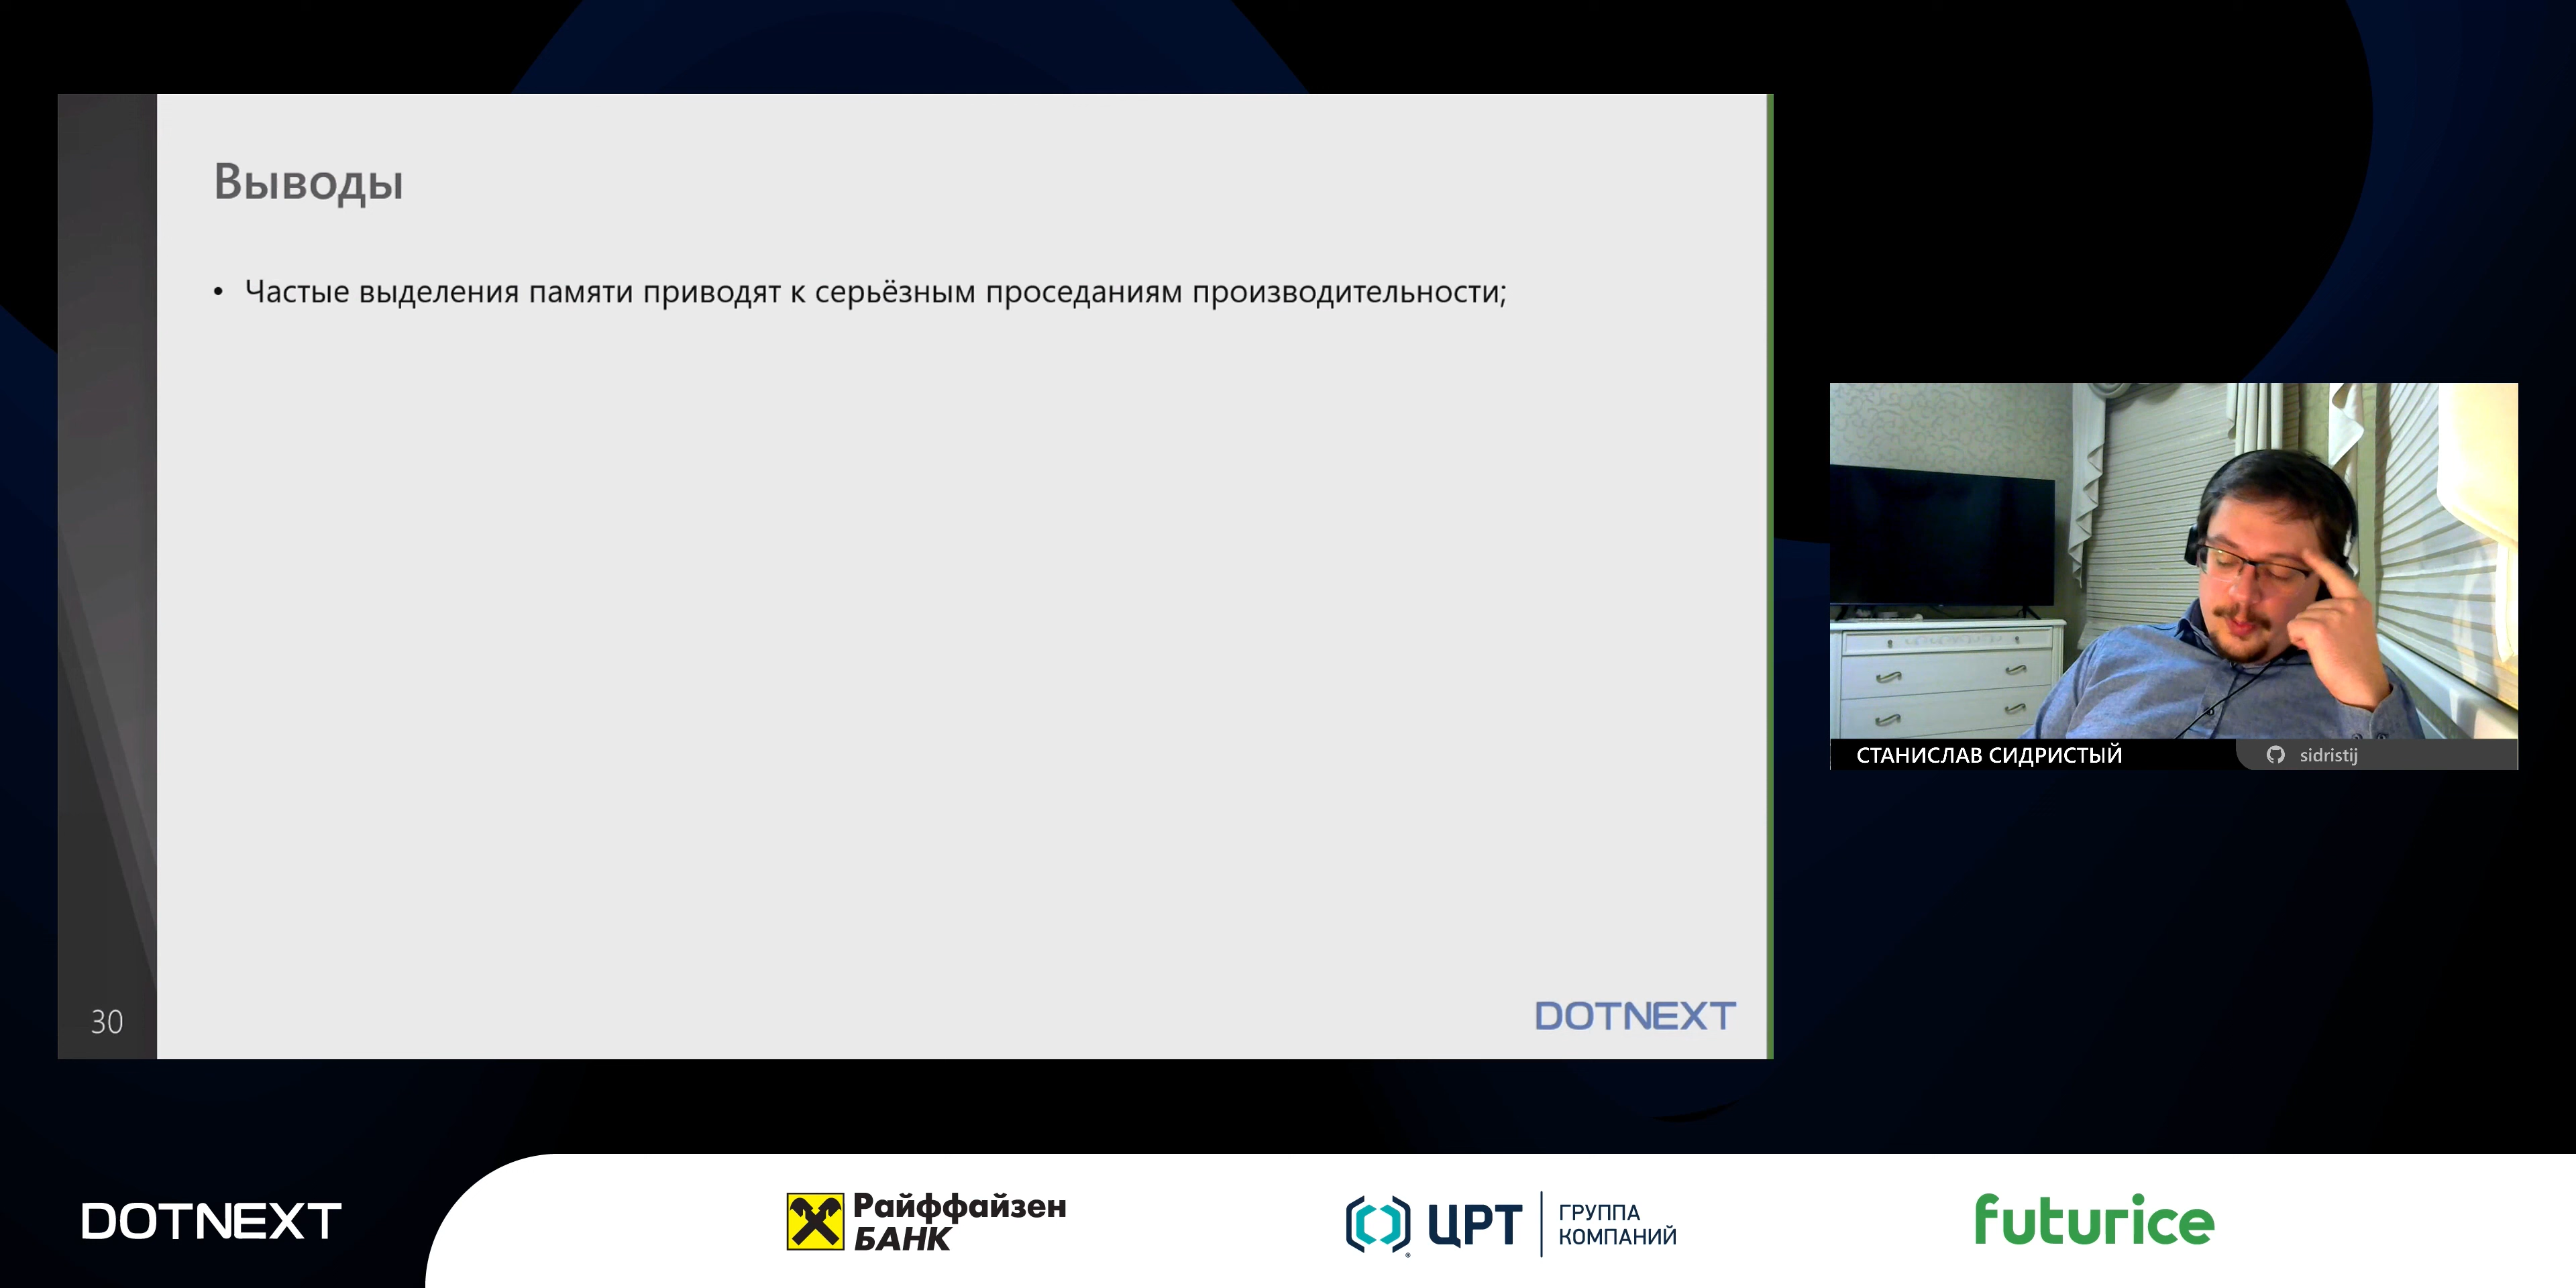 Выводы
• Частые выделения памяти приводят к серьёзным проседаниям производительности;
30
DOTNEXT
СТАНИСЛАВ СИДРИСТЫЙ
sidristij
DOTNEXT
Райффайзен
БАНК
ЦРТ
ГРУППА
КОМПАНИЙ
futurice